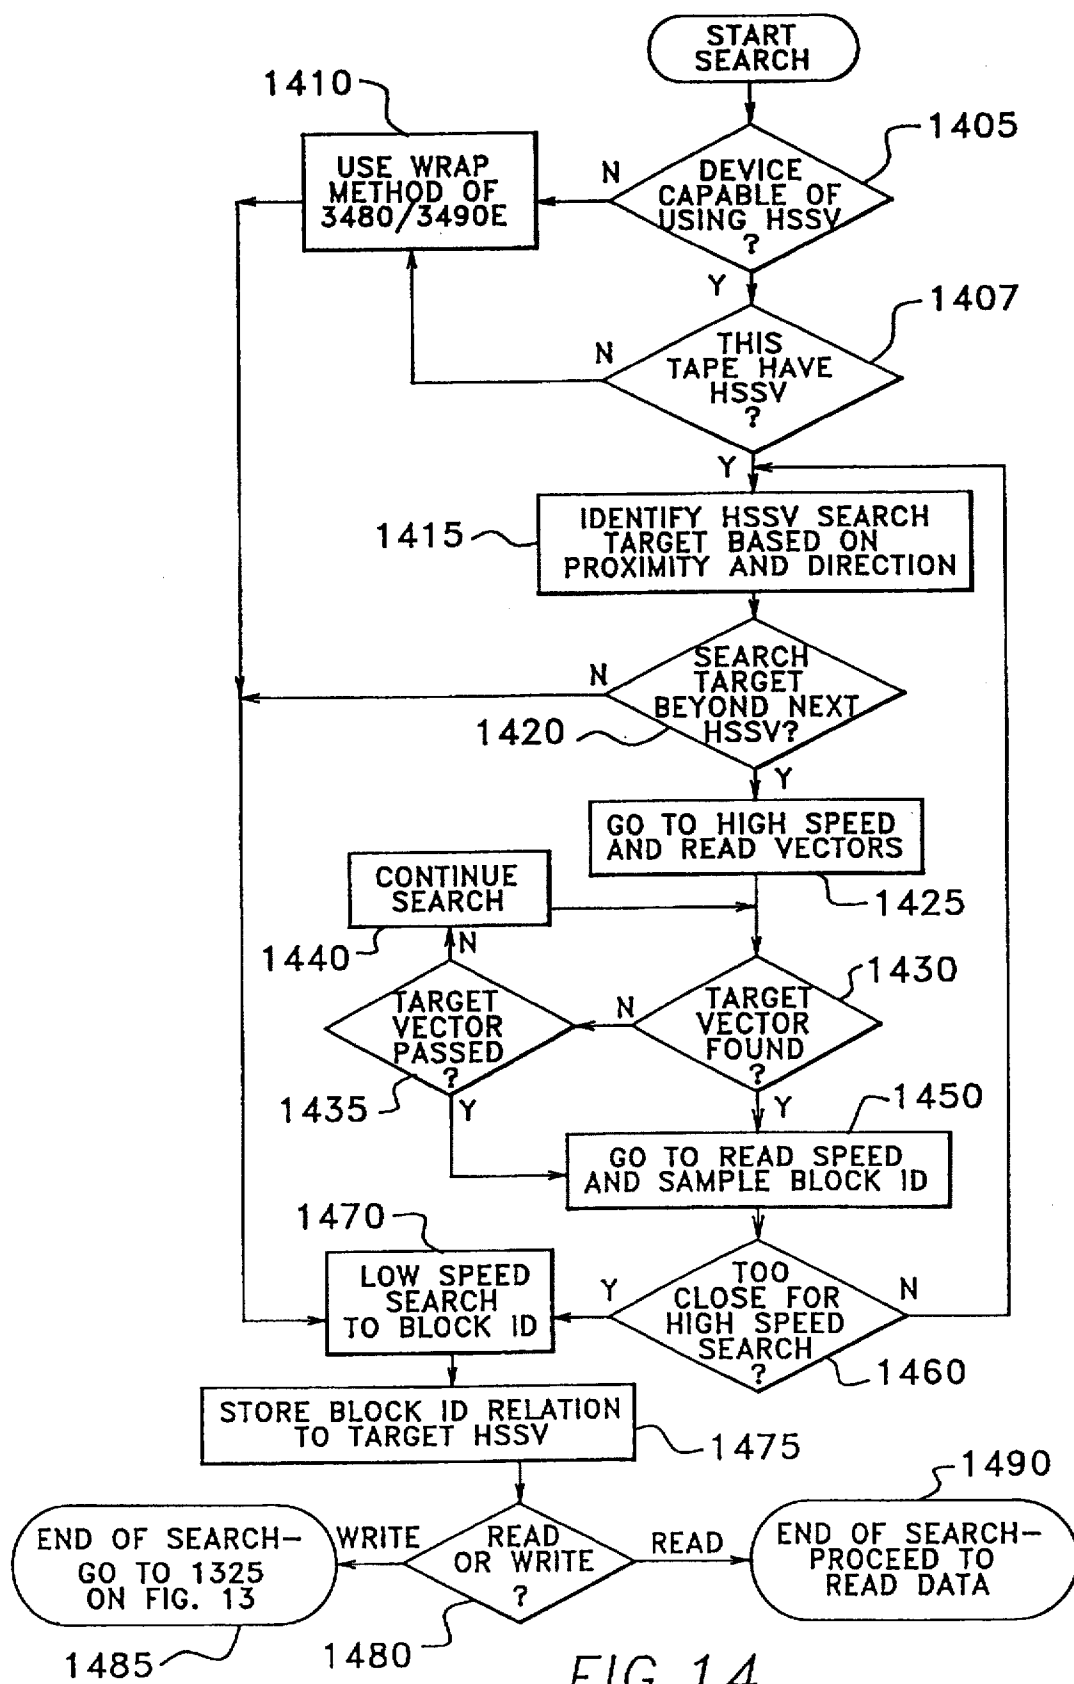 START
SEARCH
1410
1405
USE WRAP
METHOD OF
3480/3490E
N
DEVICE
CAPABLE OF
USING HSSV
?
Y
1407
N
THIS
TAPE HAVE
HSSV
?
Y
1415
IDENTIFY HSSV SEARCH
TARGET BASED ON
PROXIMITY AND DIRECTION
N
SEARCH
TARGET
BEYOND NEXT
HSSV?
1420
Y
GO TO HIGH SPEED
AND READ VECTORS
1425
CONTINUE
SEARCH
1440
N
1430
TARGET
VECTOR
PASSED
?
N
TARGET
VECTOR
FOUND
?
1435
Y
Y
1450
GO TO READ SPEED
AND SAMPLE BLOCK ID
1470
LOW SPEED
SEARCH
TO BLOCK ID
Y
TOO
CLOSE FOR
HIGH SPEED
SEARCH
?
N
1460
STORE BLOCK ID RELATION
TO TARGET HSSV
1475
1490
END OF SEARCH—
GO TO 1325
ON FIG. 13
WRITE
READ
OR WRITE
?
READ
END OF SEARCH—
PROCEED TO
READ DATA
1485
1480
FIG. 14